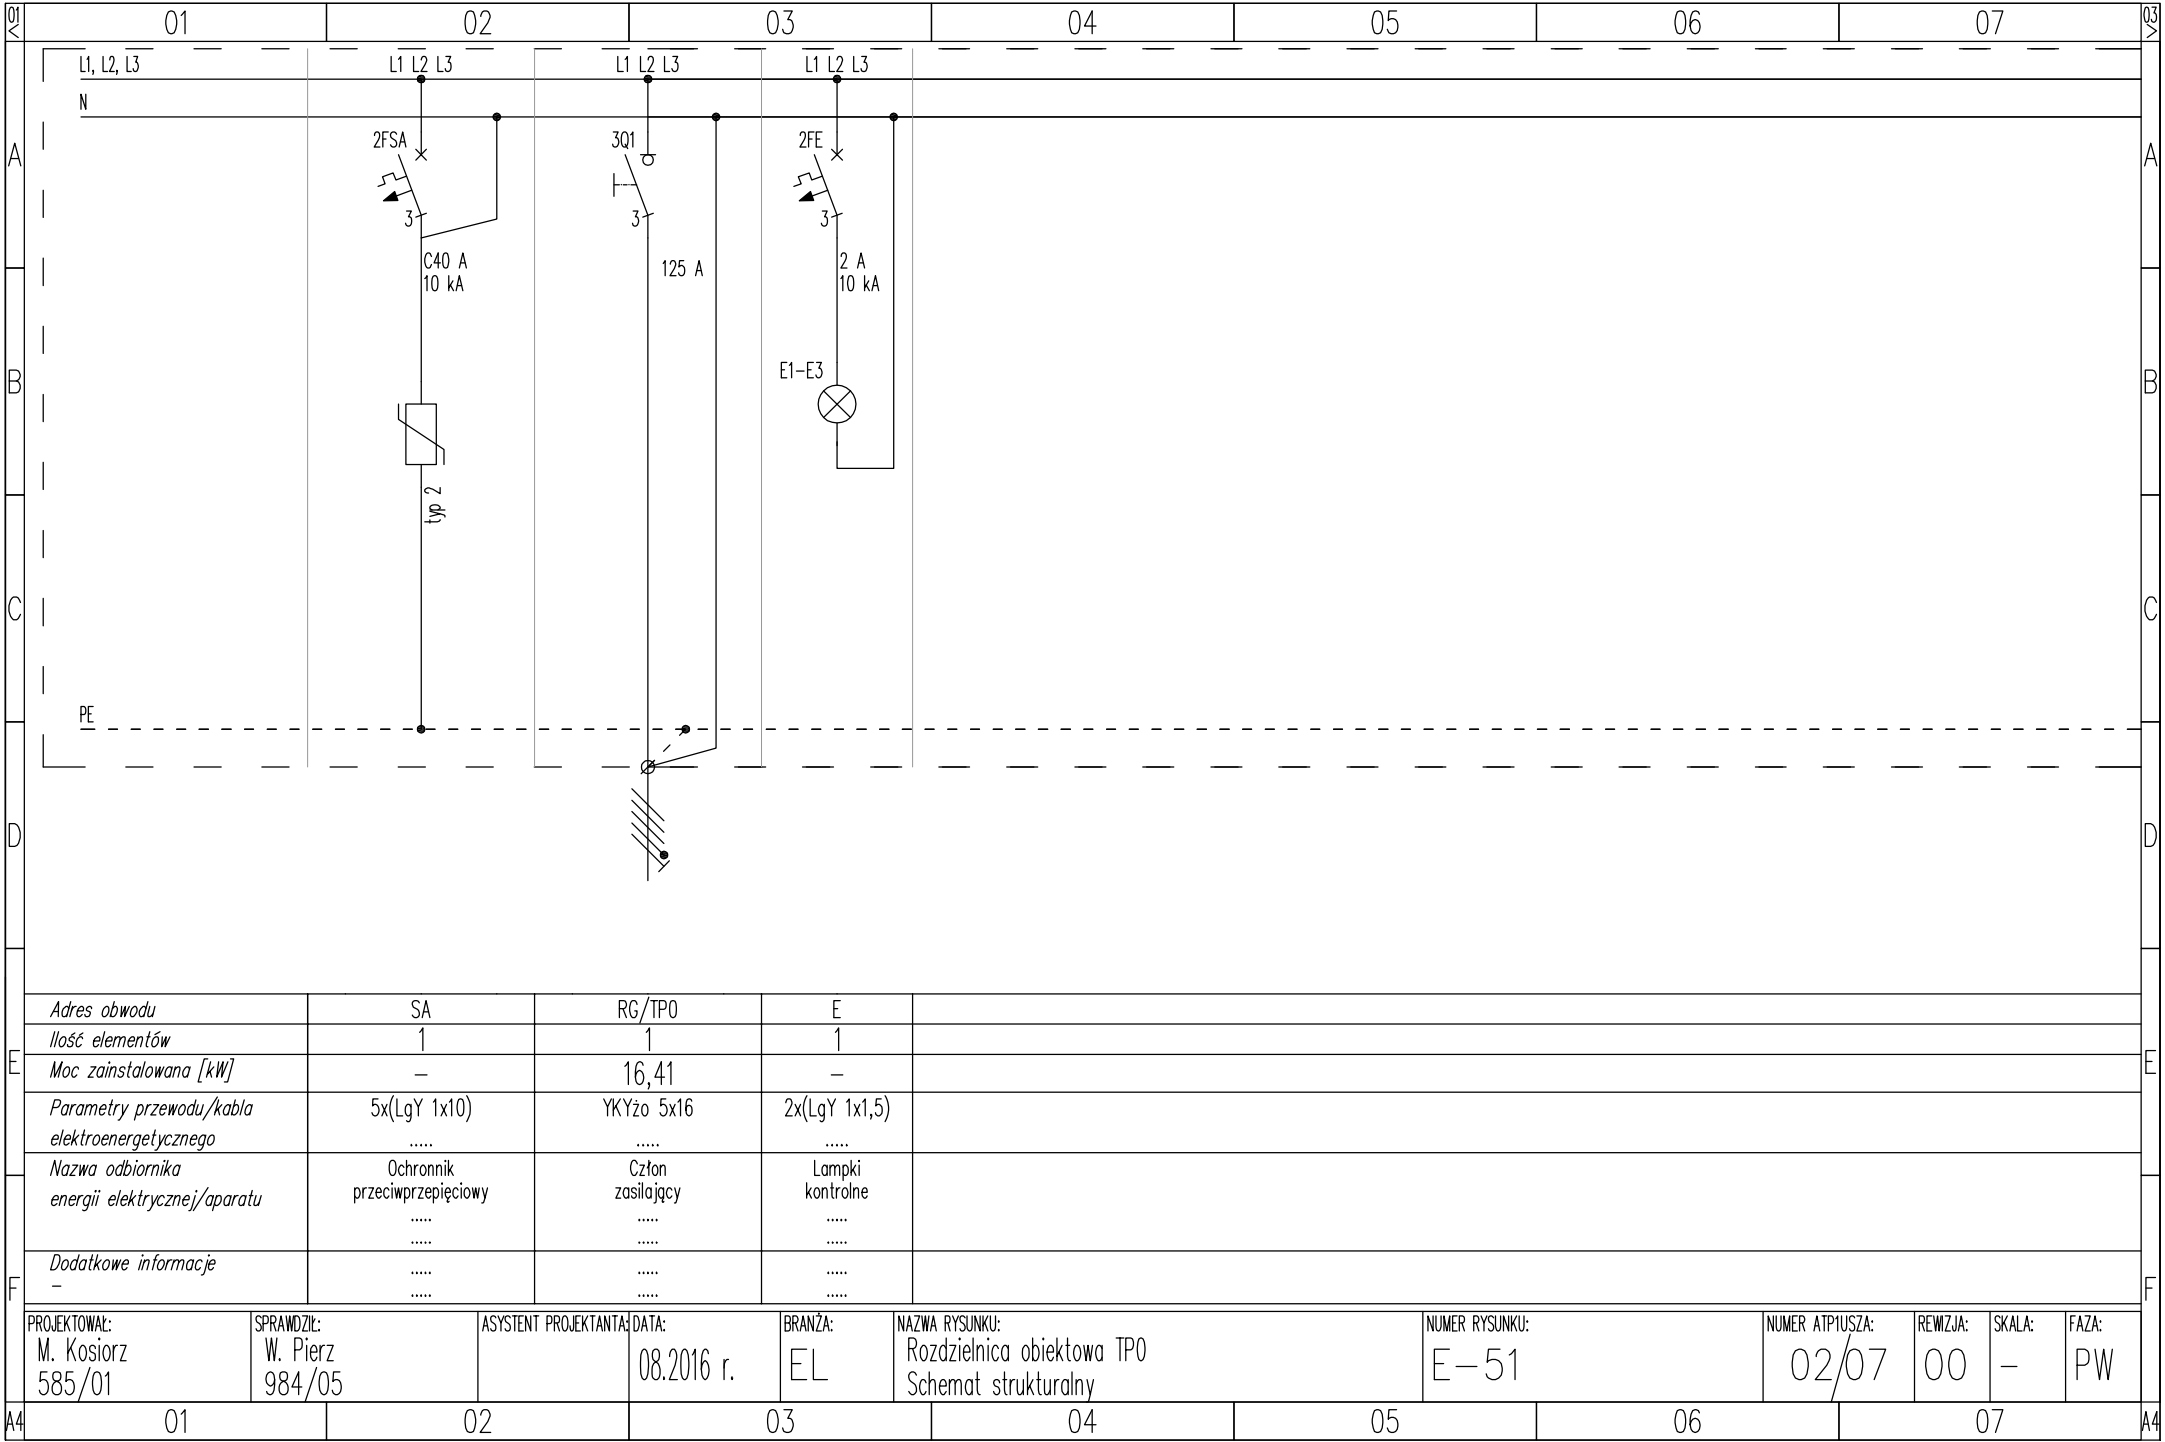 01 01 02 03 04 05 06 07 03
< >
L1, L2, L3 L1 L2 L3 L1 L2 L3 L1 L2 L3
N
2FSA 3Q1 2FE
A A
3 3 3
C40 A 125 A 2 A
10 kA 10 kA
E1-E3
B B
typ 2
C C
PE
D D
Adres obwodu SA RG/TPO E
Ilość elementów 1 1 1
E E
Moc zainstalowana [kW] – 16,41 –
Parametry przewodu/kabla 5x(LgY 1x10) YKYżo 5x16 2x(LgY 1x1,5)
elektroenergetycznego ..... ..... .....
Nazwa odbiornika Ochronnik Człon Lampki
energii elektrycznej/aparatu przeciwprzepięciowy zasilający kontrolne
..... ..... .....
..... ..... .....
Dodatkowe informacje ..... ..... .....
– ..... ..... .....
F F
PROJEKTOWAŁ: SPRAWDZIŁ: ASYSTENT PROJEKTANTA: DATA: BRANŻA: NAZWA RYSUNKU: NUMER RYSUNKU: NUMER ATP1USZA: REWIZJA: SKALA: FAZA:
M. Kosiorz W. Pierz 08.2016 r. EL Rozdzielnica obiektowa TPO E-51 02/07 00 – PW
585/01 984/05 Schemat strukturalny
A4 01 02 03 04 05 06 07 A4